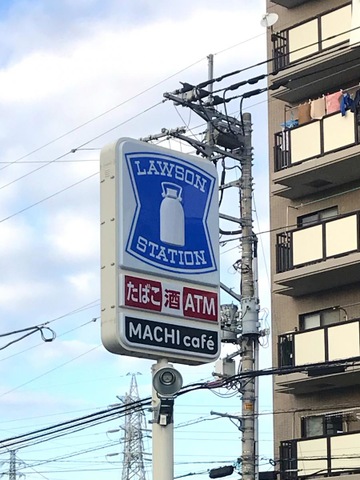 LAWSON
STATION
たばこ 酒 ATM
MACHI café